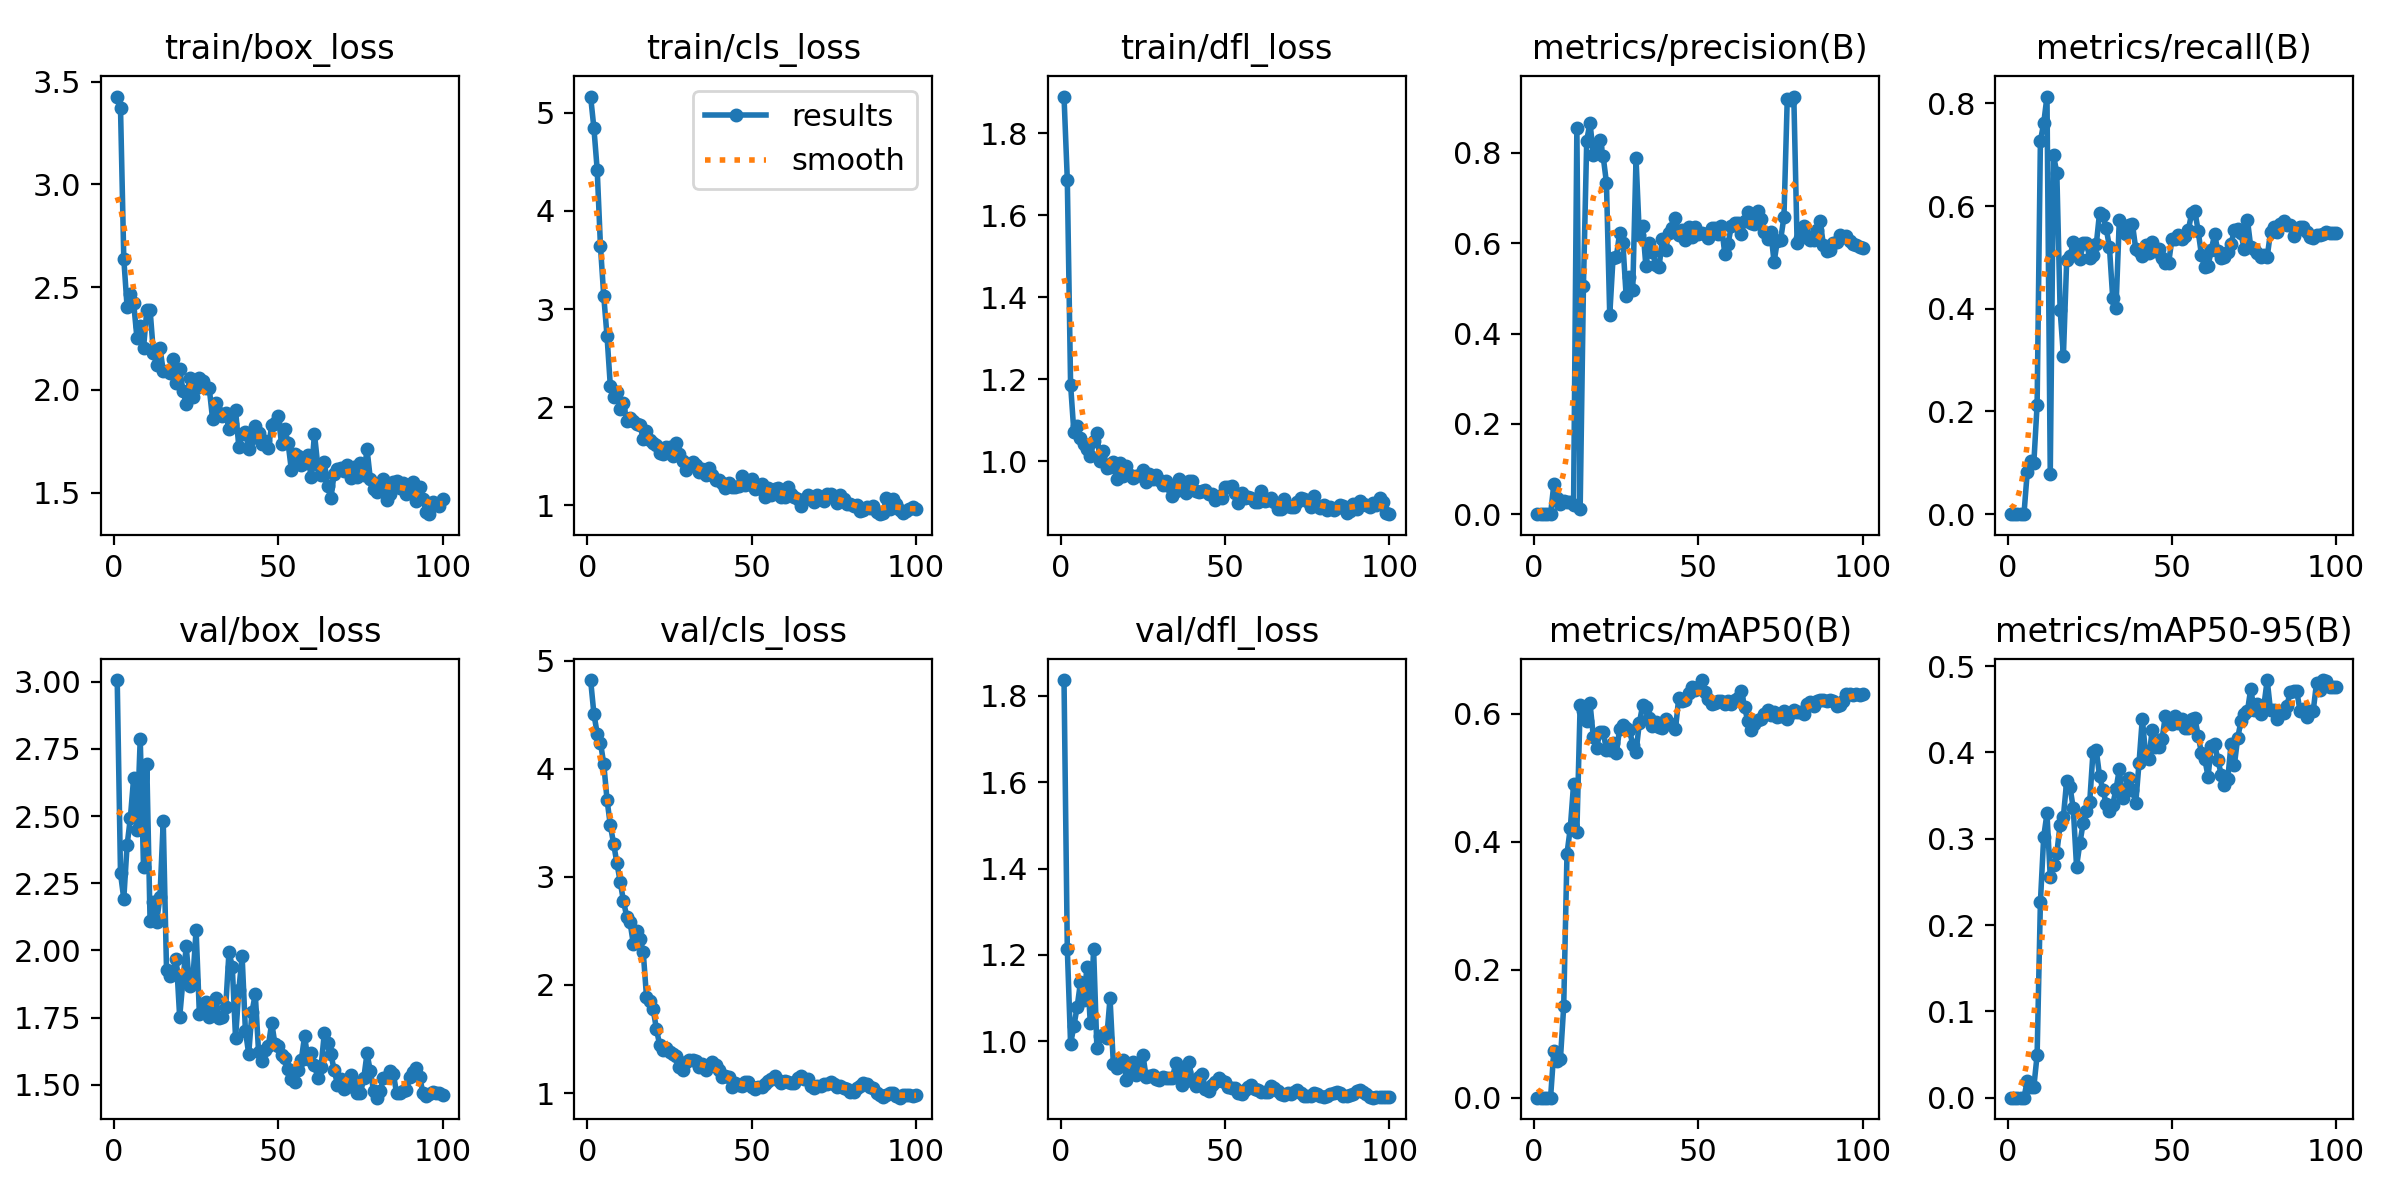 train/box_loss
3.5
3.0
2.5
2.0
1.5
0 50 100
train/cls_loss
results
smooth
5
4
3
2
1
0 50 100
train/dfl_loss
1.8
1.6
1.4
1.2
1.0
0 50 100
metrics/precision(B)
0.8
0.6
0.4
0.2
0.0
0 50 100
metrics/recall(B)
0.8
0.6
0.4
0.2
0.0
0 50 100
val/box_loss
3.00
2.75
2.50
2.25
2.00
1.75
1.50
0 50 100
val/cls_loss
5
4
3
2
1
0 50 100
val/dfl_loss
1.8
1.6
1.4
1.2
1.0
0 50 100
metrics/mAP50(B)
0.6
0.4
0.2
0.0
0 50 100
metrics/mAP50-95(B)
0.5
0.4
0.3
0.2
0.1
0.0
0 50 100